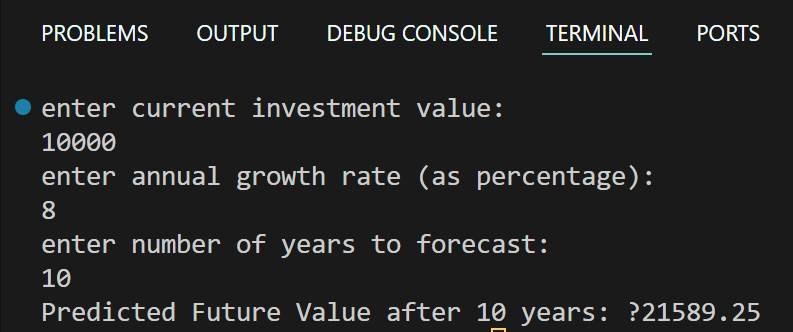 PROBLEMS OUTPUT DEBUG CONSOLE TERMINAL PORTS
enter current investment value:
10000
enter annual growth rate (as percentage):
8
enter number of years to forecast:
10
Predicted Future Value after 10 years: ?21589.25